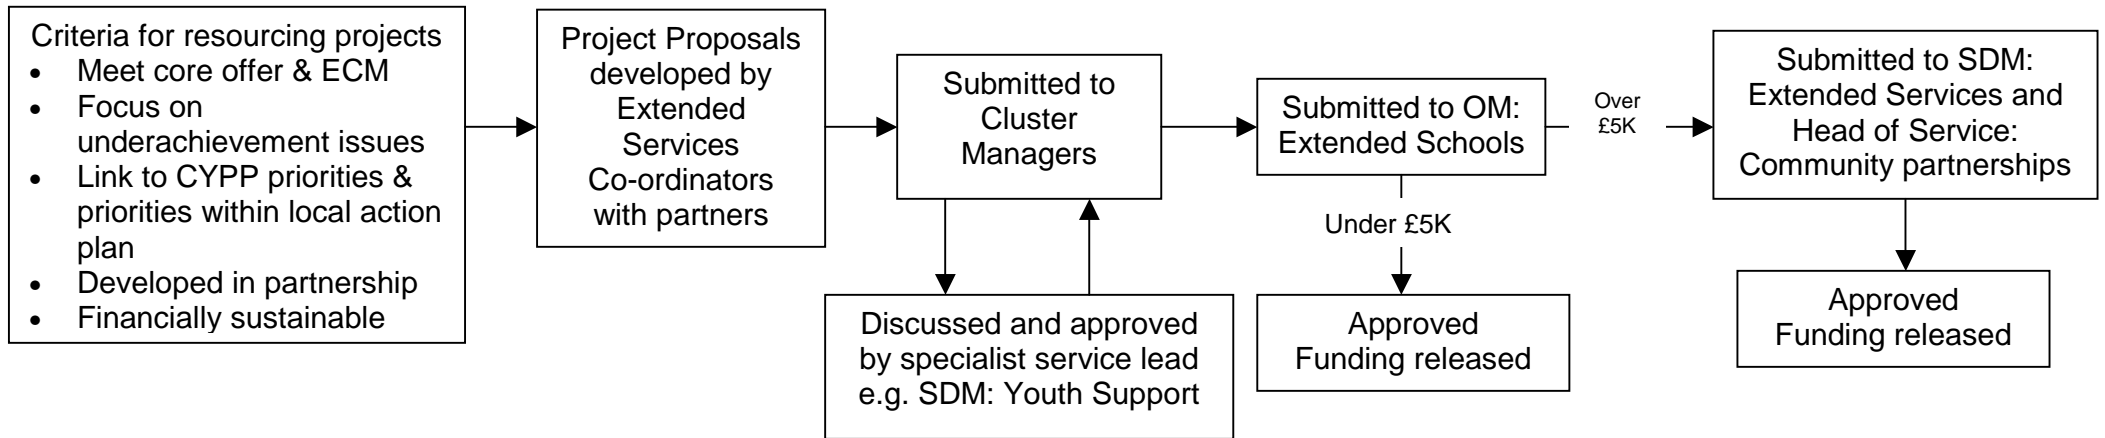 Criteria for resourcing projects
• Meet core offer & ECM
• Focus on
underachievement issues
• Link to CYPP priorities &
priorities within local action
plan
• Developed in partnership
• Financially sustainable
Project Proposals
developed by
Extended
Services
Co-ordinators
with partners
Submitted to
Cluster
Managers
Discussed and approved
by specialist service lead
e.g. SDM: Youth Support
Submitted to OM:
Extended Schools
Under £5K
Approved
Funding released
Over
£5K
Submitted to SDM:
Extended Services and
Head of Service:
Community partnerships
Approved
Funding released